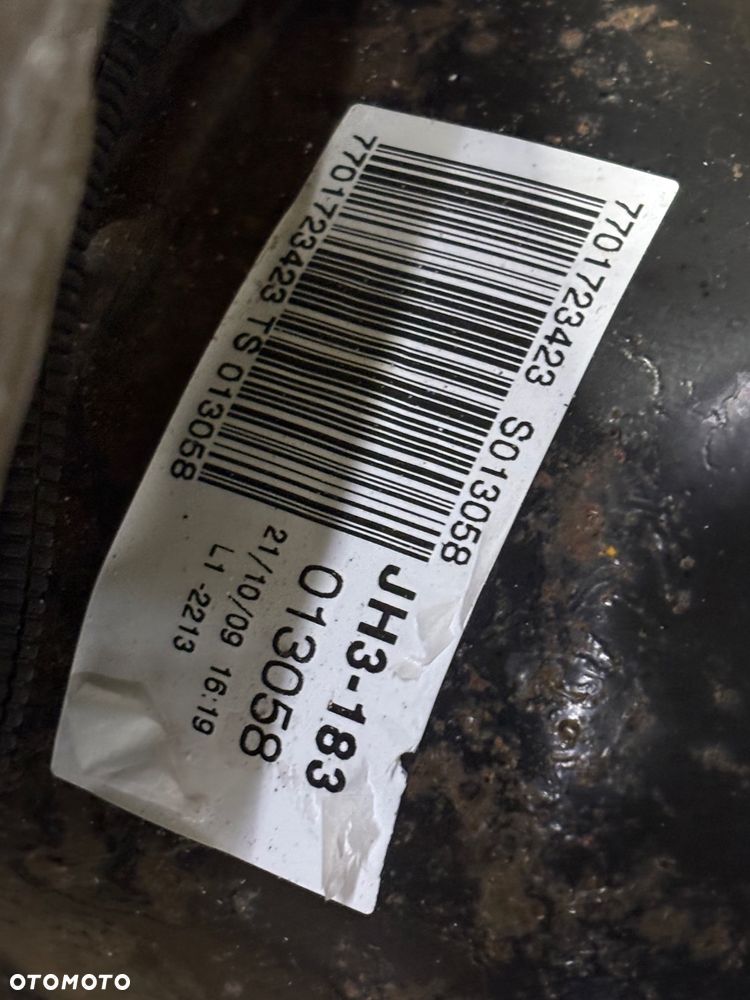 7701723423 S013058
7701723423 TS 013058
JH3-183
013058
21/10/09 16:19
L1 -2213
OTOMOTO